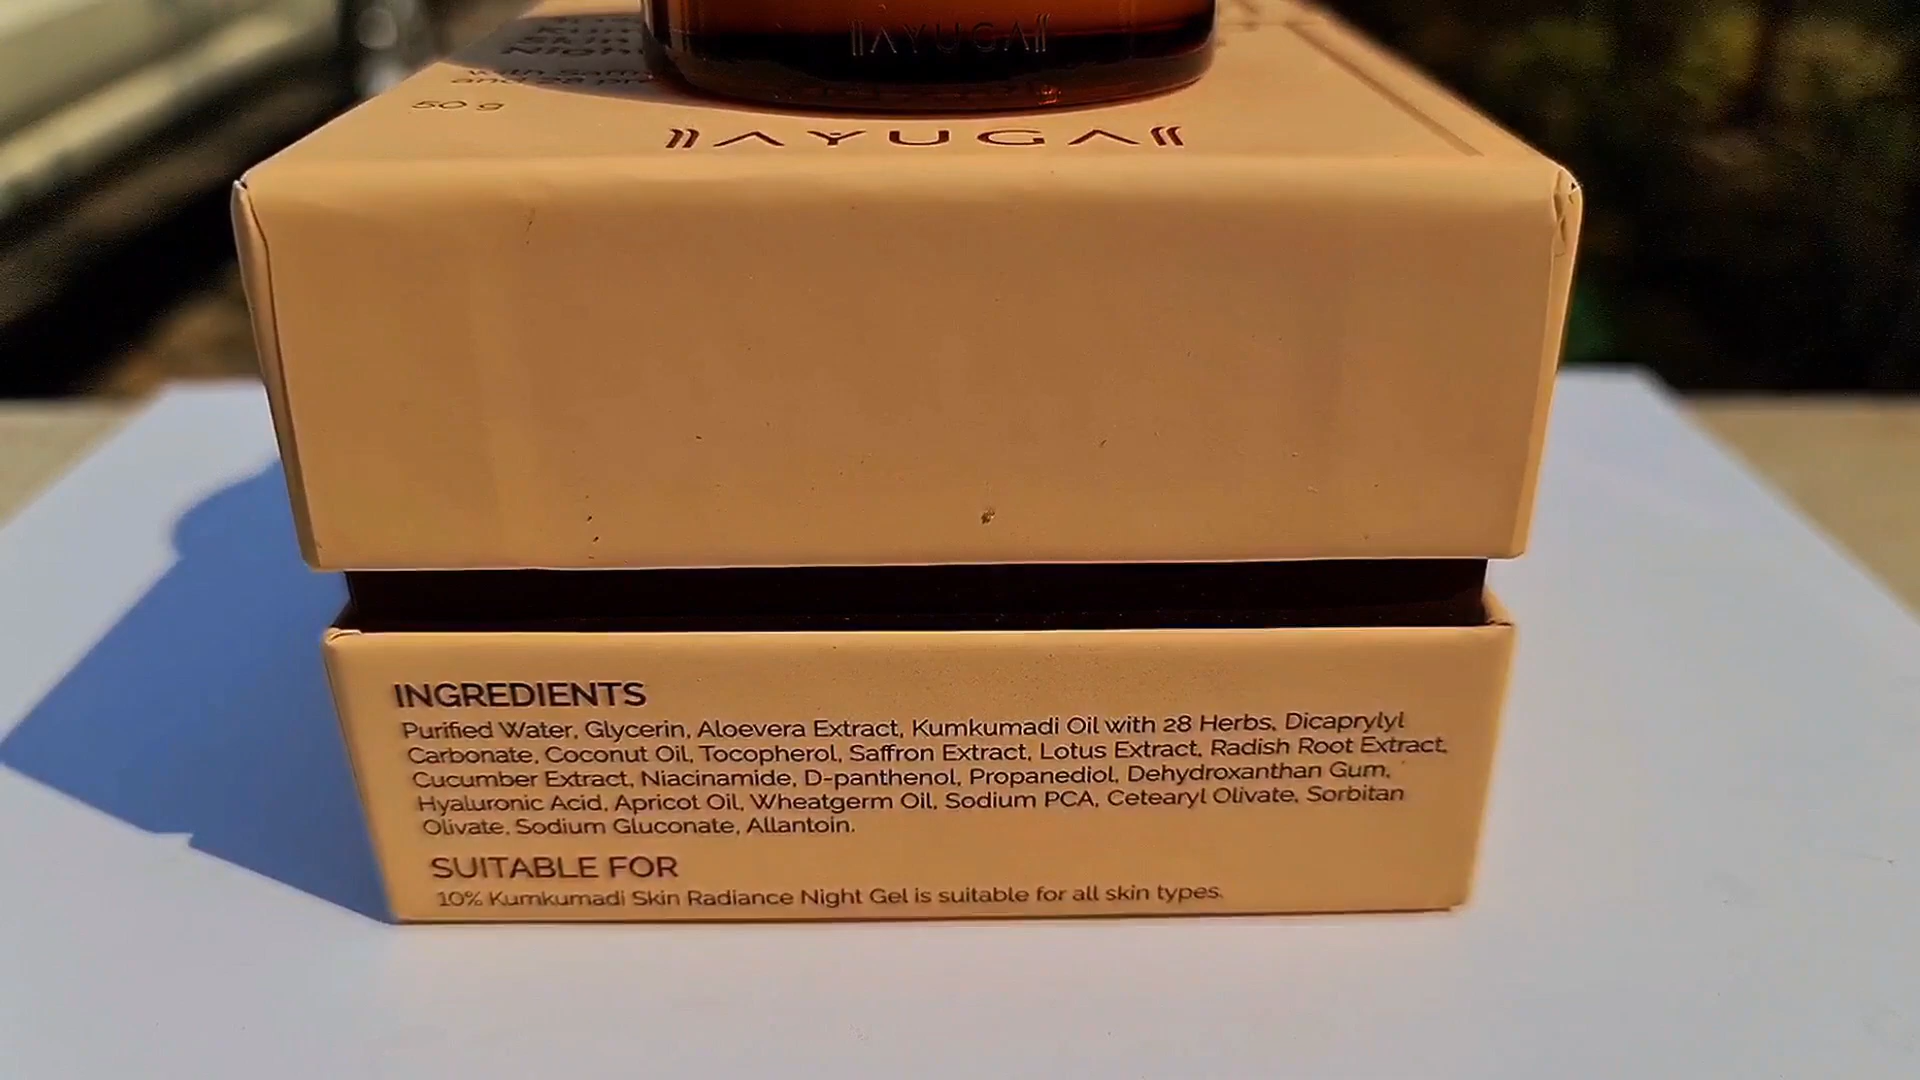 AYUGA
50 g
AYUGA
INGREDIENTS
Purified Water, Glycerin, Aloevera Extract, Kumkumadi Oil with 28 Herbs, Dicaprylyl
Carbonate, Coconut Oil, Tocopherol, Saffron Extract, Lotus Extract, Radish Root Extract,
Cucumber Extract, Niacinamide, D-panthenol, Propanediol, Dehydroxanthan Gum,
Hyaluronic Acid, Apricot Oil, Wheatgerm Oil, Sodium PCA, Cetearyl Olivate, Sorbitan
Olivate, Sodium Gluconate, Allantoin.
SUITABLE FOR
10% Kumkumadi Skin Radiance Night Gel is suitable for all skin types.